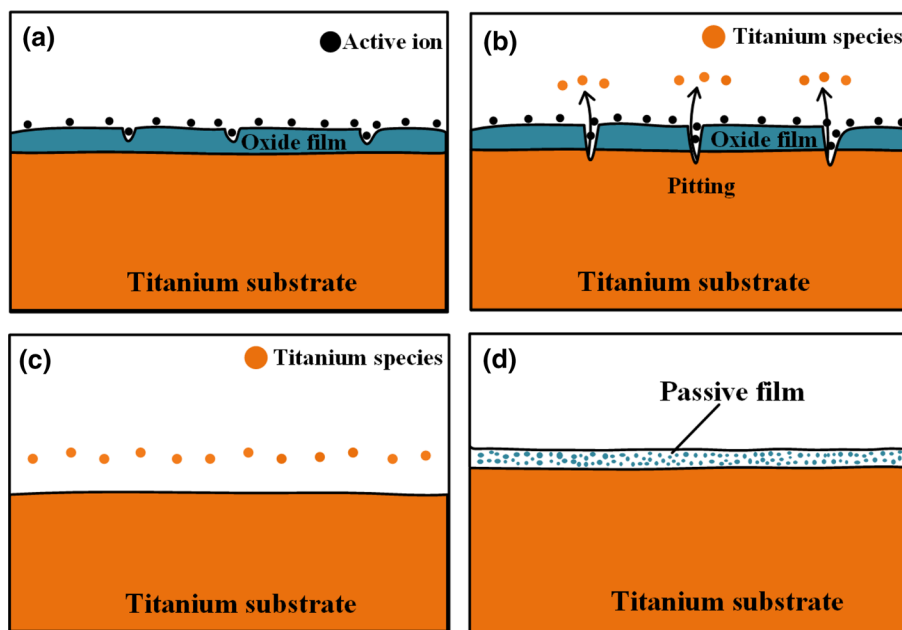 (a)
Active ion
Oxide film
Titanium substrate
(b)
Titanium species
Oxide film
Pitting
Titanium substrate
(c)
Titanium species
Titanium substrate
(d)
Passive film
Titanium substrate